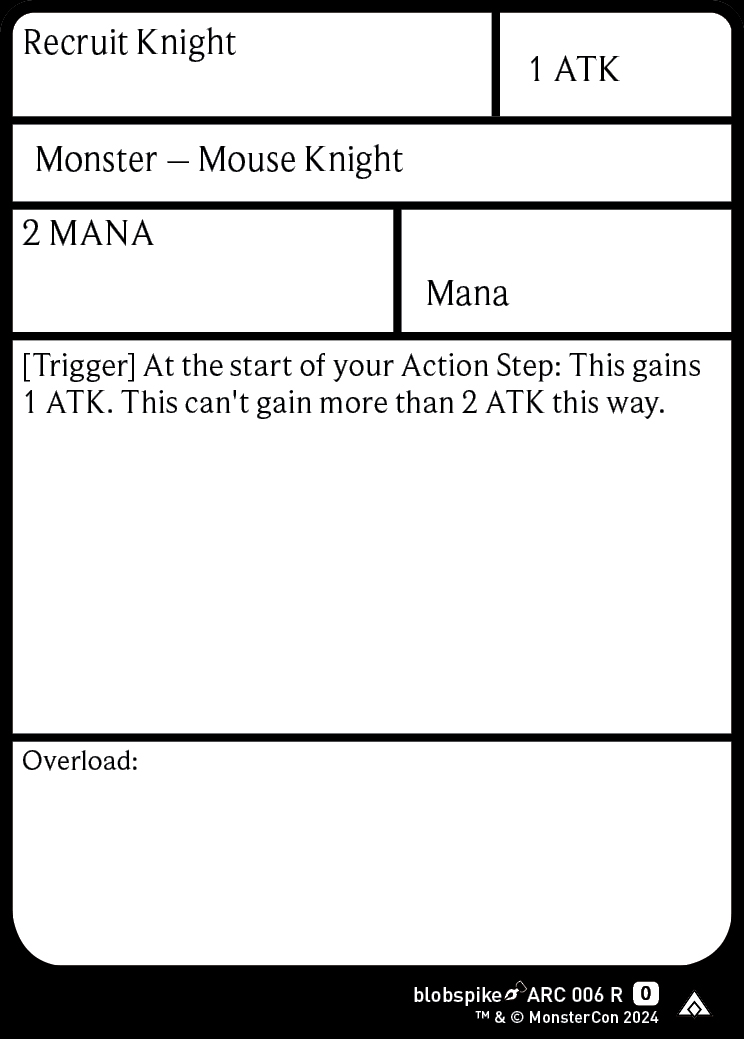 Recruit Knight
1 ATK
Monster – Mouse Knight
2 MANA
Mana
[Trigger] At the start of your Action Step: This gains
1 ATK. This can't gain more than 2 ATK this way.
Overload:
blobspike ARC 006 R 0
™ & © MonsterCon 2024